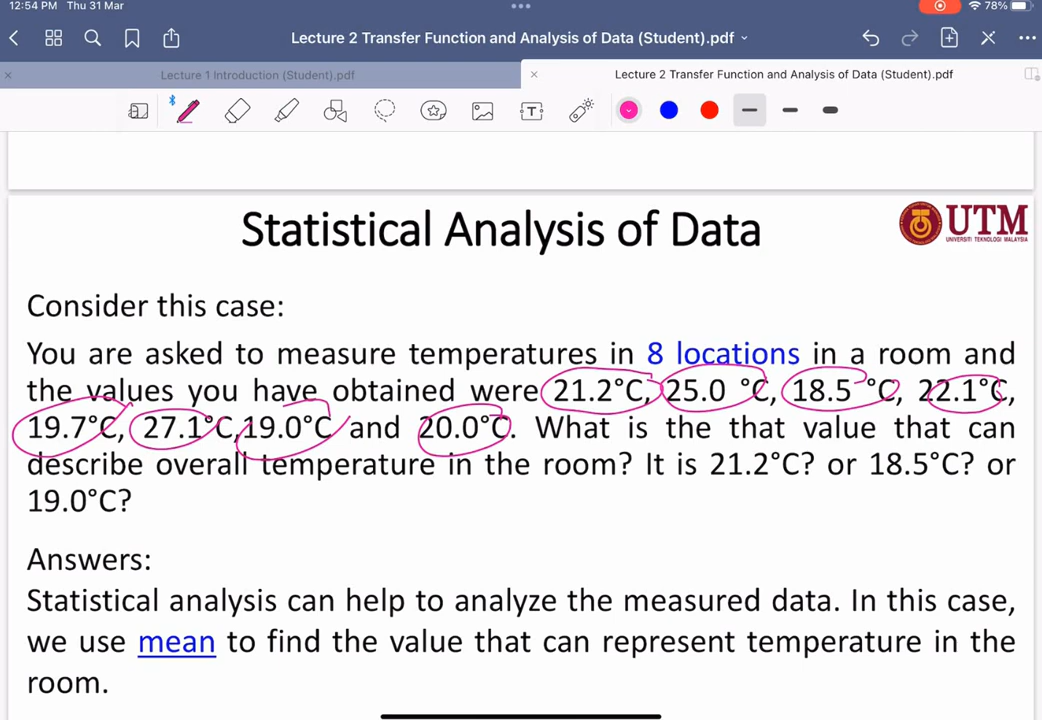 12:54 PM Thu 31 Mar
78%
Lecture 2 Transfer Function and Analysis of Data (Student).pdf
Lecture 1 Introduction (Student).pdf
Lecture 2 Transfer Function and Analysis of Data (Student).pdf
T
Statistical Analysis of Data
UTM
UNIVERSITI TEKNOLOGI MALAYSIA
Consider this case:
You are asked to measure temperatures in 8 locations in a room and
the values you have obtained were 21.2°C, 25.0 °C, 18.5 °C, 22.1°C,
19.7°C, 27.1°C,19.0°C and 20.0°C. What is the that value that can
describe overall temperature in the room? It is 21.2°C? or 18.5°C? or
19.0°C?
Answers:
Statistical analysis can help to analyze the measured data. In this case,
we use mean to find the value that can represent temperature in the
room.